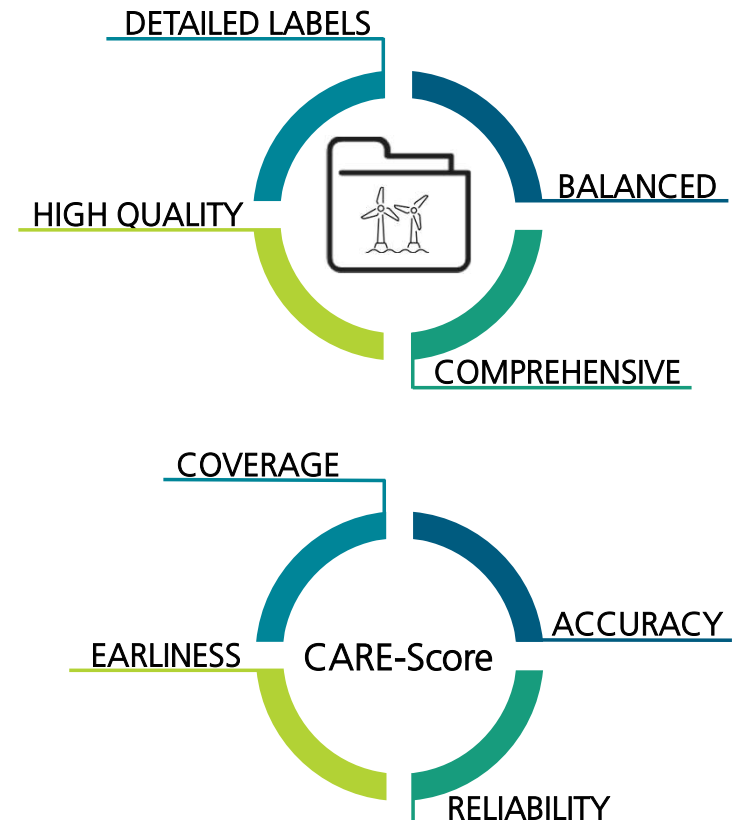 DETAILED LABELS
BALANCED
HIGH QUALITY
COMPREHENSIVE
COVERAGE
ACCURACY
EARLINESS
CARE-Score
RELIABILITY